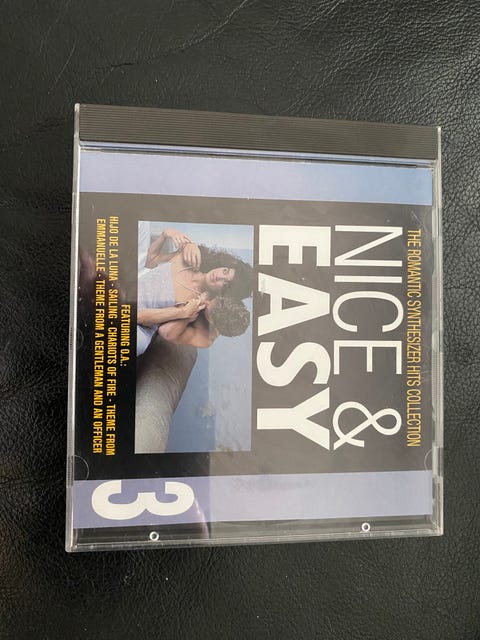 THE ROMANTIC SYNTHESIZER HITS COLLECTION
NICE &
EASY
FEATURING O.A.:
HIJO DE LA LUNA • SAILING • CHARIOTS OF FIRE • THEME FROM
EMMANUELLE • THEME FROM A GENTLEMAN AND AN OFFICER
3